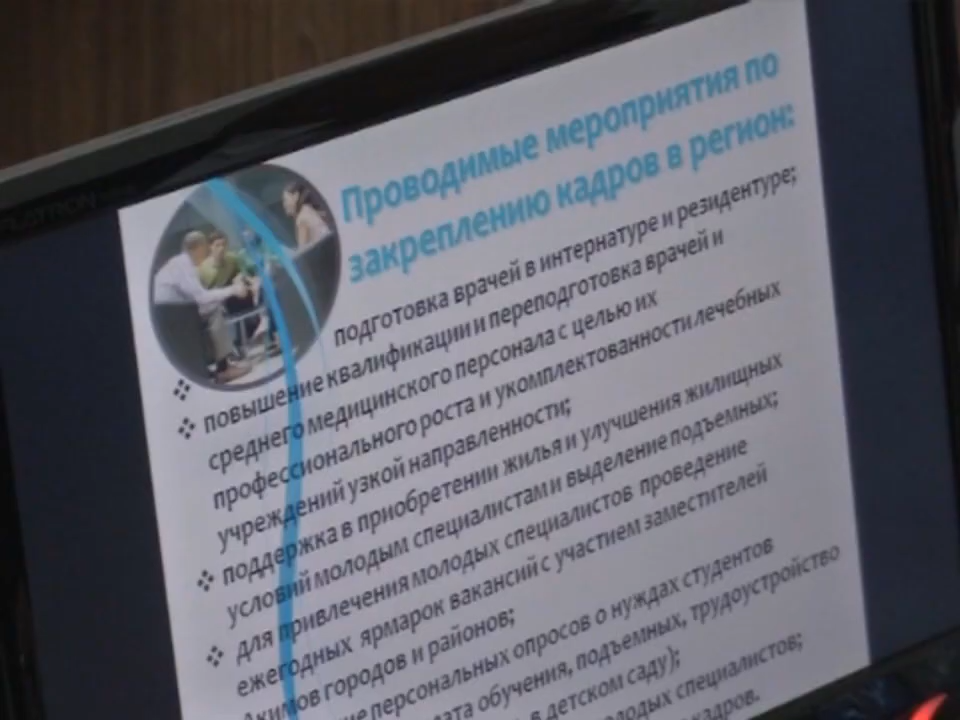 Проводимые мероприятия по
закреплению кадров в регион:
подготовка врачей в интернатуре и резидентуре;
повышение квалификации и переподготовка врачей и
среднего медицинского персонала с целью их
профессионального роста и укомплектованности лечебных
учреждений узкой направленности;
поддержка в приобретении жилья и улучшения жилищных
условий молодым специалистам и выделение подъемных;
для привлечения молодых специалистов проведение
ежегодных ярмарок вакансий с участием заместителей
Акимов городов и районов;
персональных опросов о нуждах студентов
обучения, подъемных, трудоустройство
в детском саду);
специалистов;
кадров.